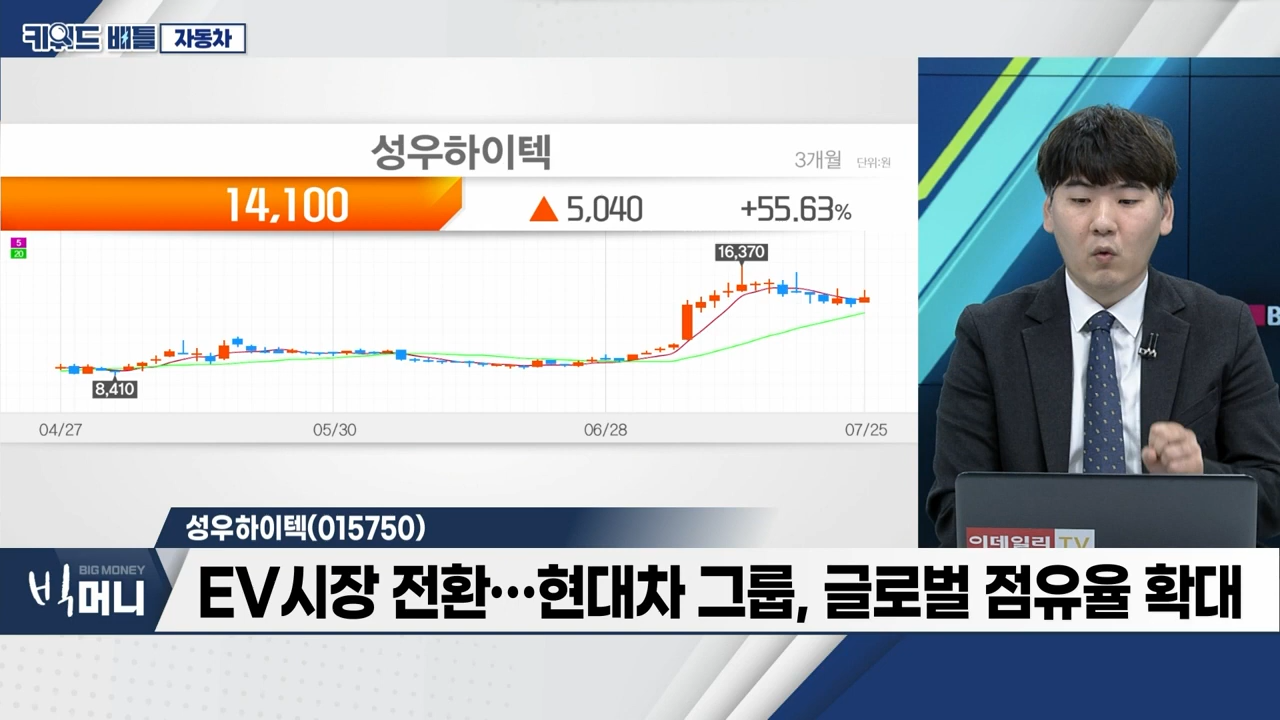 키워드 배틀 자동차
성우하이텍
3개월 단위:원
14,100 ▲ 5,040 +55.63%
5
20
16,370
8,410
04/27 05/30 06/28 07/25
B
이데일리 TV
성우하이텍(015750)
BIG MONEY
빅머니
EV시장 전환…현대차 그룹, 글로벌 점유율 확대